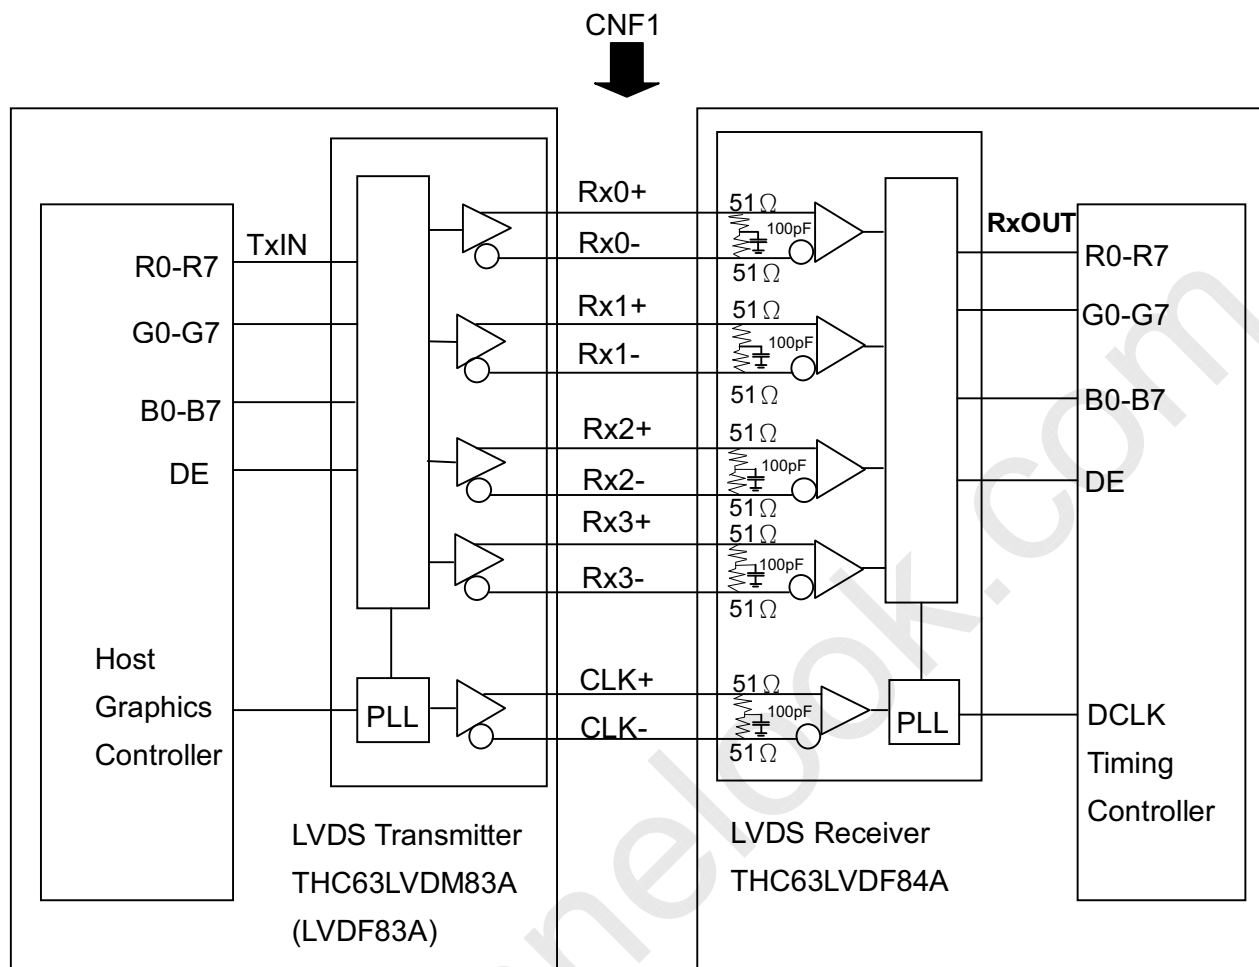 CNF1
Rx0+
51Ω
100pF
TxIN
Rx0-
RxOUT
R0-R7
51Ω
R0-R7
Rx1+
51Ω
G0-G7
100pF
G0-G7
Rx1-
51Ω
B0-B7
B0-B7
Rx2+
51Ω
100pF
DE
Rx2-
DE
51Ω
Rx3+
51Ω
100pF
Rx3-
51Ω
Host
Graphics
Controller
CLK+
51Ω
PLL
100pF
PLL
CLK-
51Ω
DCLK
Timing
Controller
LVDS Transmitter
THC63LVDM83A
(LVDF83A)
LVDS Receiver
THC63LVDF84A
nelook.com